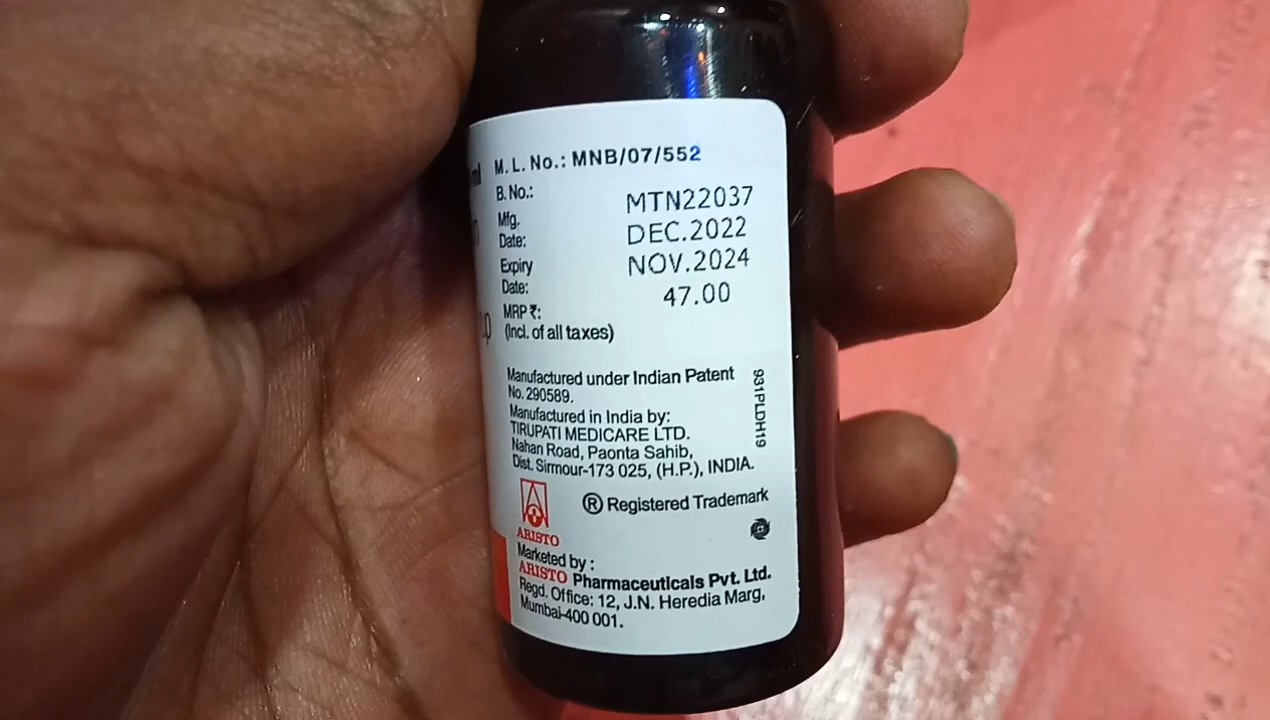 M. L. No.: MNB/07/552
B. No.: MTN22037
Mfg. Date: DEC.2022
Expiry Date: NOV.2024
MRP ₹: 47.00
(Incl. of all taxes)
Manufactured under Indian Patent
No. 290589.
Manufactured in India by:
TIRUPATI MEDICARE LTD.
Nahan Road, Paonta Sahib,
Dist. Sirmour-173 025, (H.P.), INDIA.
931PLDH19
® Registered Trademark
ARISTO
Marketed by :
ARISTO Pharmaceuticals Pvt. Ltd.
Regd. Office: 12, J.N. Heredia Marg,
Mumbai-400 001.